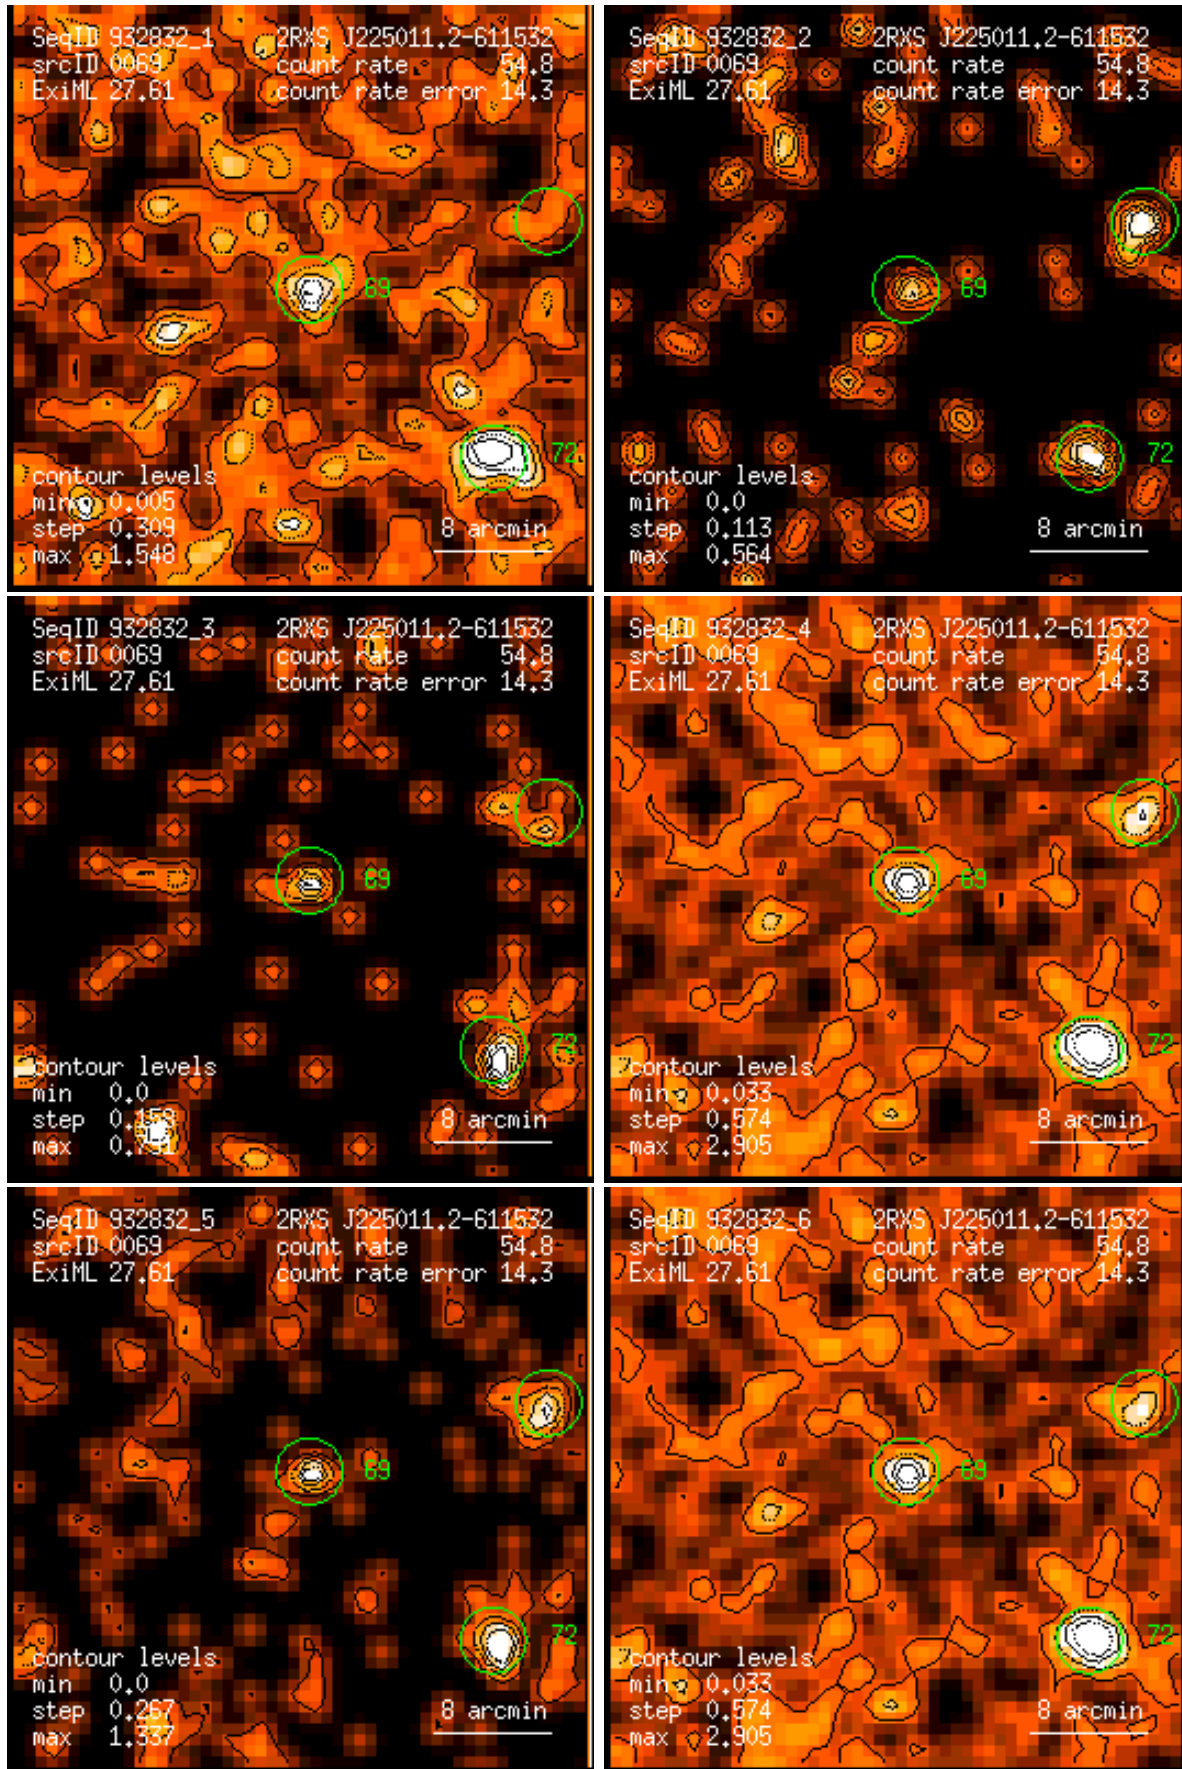 SeqID 932832_1 2RXS J225011.2-611532
srcID 0069 count rate 54.8
ExiML 27.61 count rate error 14.3
69
72
contour levels
min 0.005
step 0.309
max 1.548
8 arcmin
SeqID 932832_2 2RXS J225011.2-611532
srcID 0069 count rate 54.8
ExiML 27.61 count rate error 14.3
69
72
contour levels
min 0.0
step 0.113
max 0.564
8 arcmin
SeqID 932832_3 2RXS J225011.2-611532
srcID 0069 count rate 54.8
ExiML 27.61 count rate error 14.3
69
72
contour levels
min 0.0
step 0.159
max
8 arcmin
SeqID 932832_4 2RXS J225011.2-611532
srcID 0069 count rate 54.8
ExiML 27.61 count rate error 14.3
69
72
contour levels
min 0.033
step 0.574
max 2.905
8 arcmin
SeqID 932832_5 2RXS J225011.2-611532
srcID 0069 count rate 54.8
ExiML 27.61 count rate error 14.3
69
72
contour levels
min 0.0
step 0.267
max 1.337
8 arcmin
SeqID 932832_6 2RXS J225011.2-611532
srcID 0069 count rate 54.8
ExiML 27.61 count rate error 14.3
69
72
contour levels
min 0.033
step 0.574
max 2.905
8 arcmin